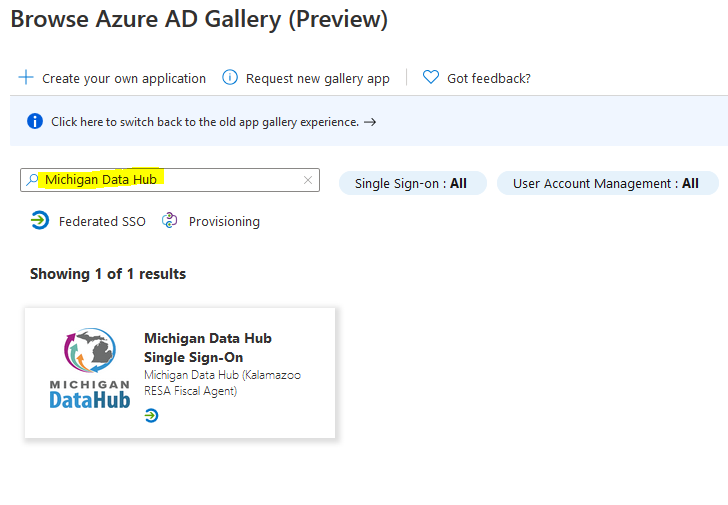 Browse Azure AD Gallery (Preview)
Create your own application Request new gallery app Got feedback?
Click here to switch back to the old app gallery experience. →
Michigan Data Hub Single Sign-on : All User Account Management : All
Federated SSO Provisioning
Showing 1 of 1 results
MICHIGAN
DataHub
Michigan Data Hub
Single Sign-On
Michigan Data Hub (Kalamazoo
RESA Fiscal Agent)